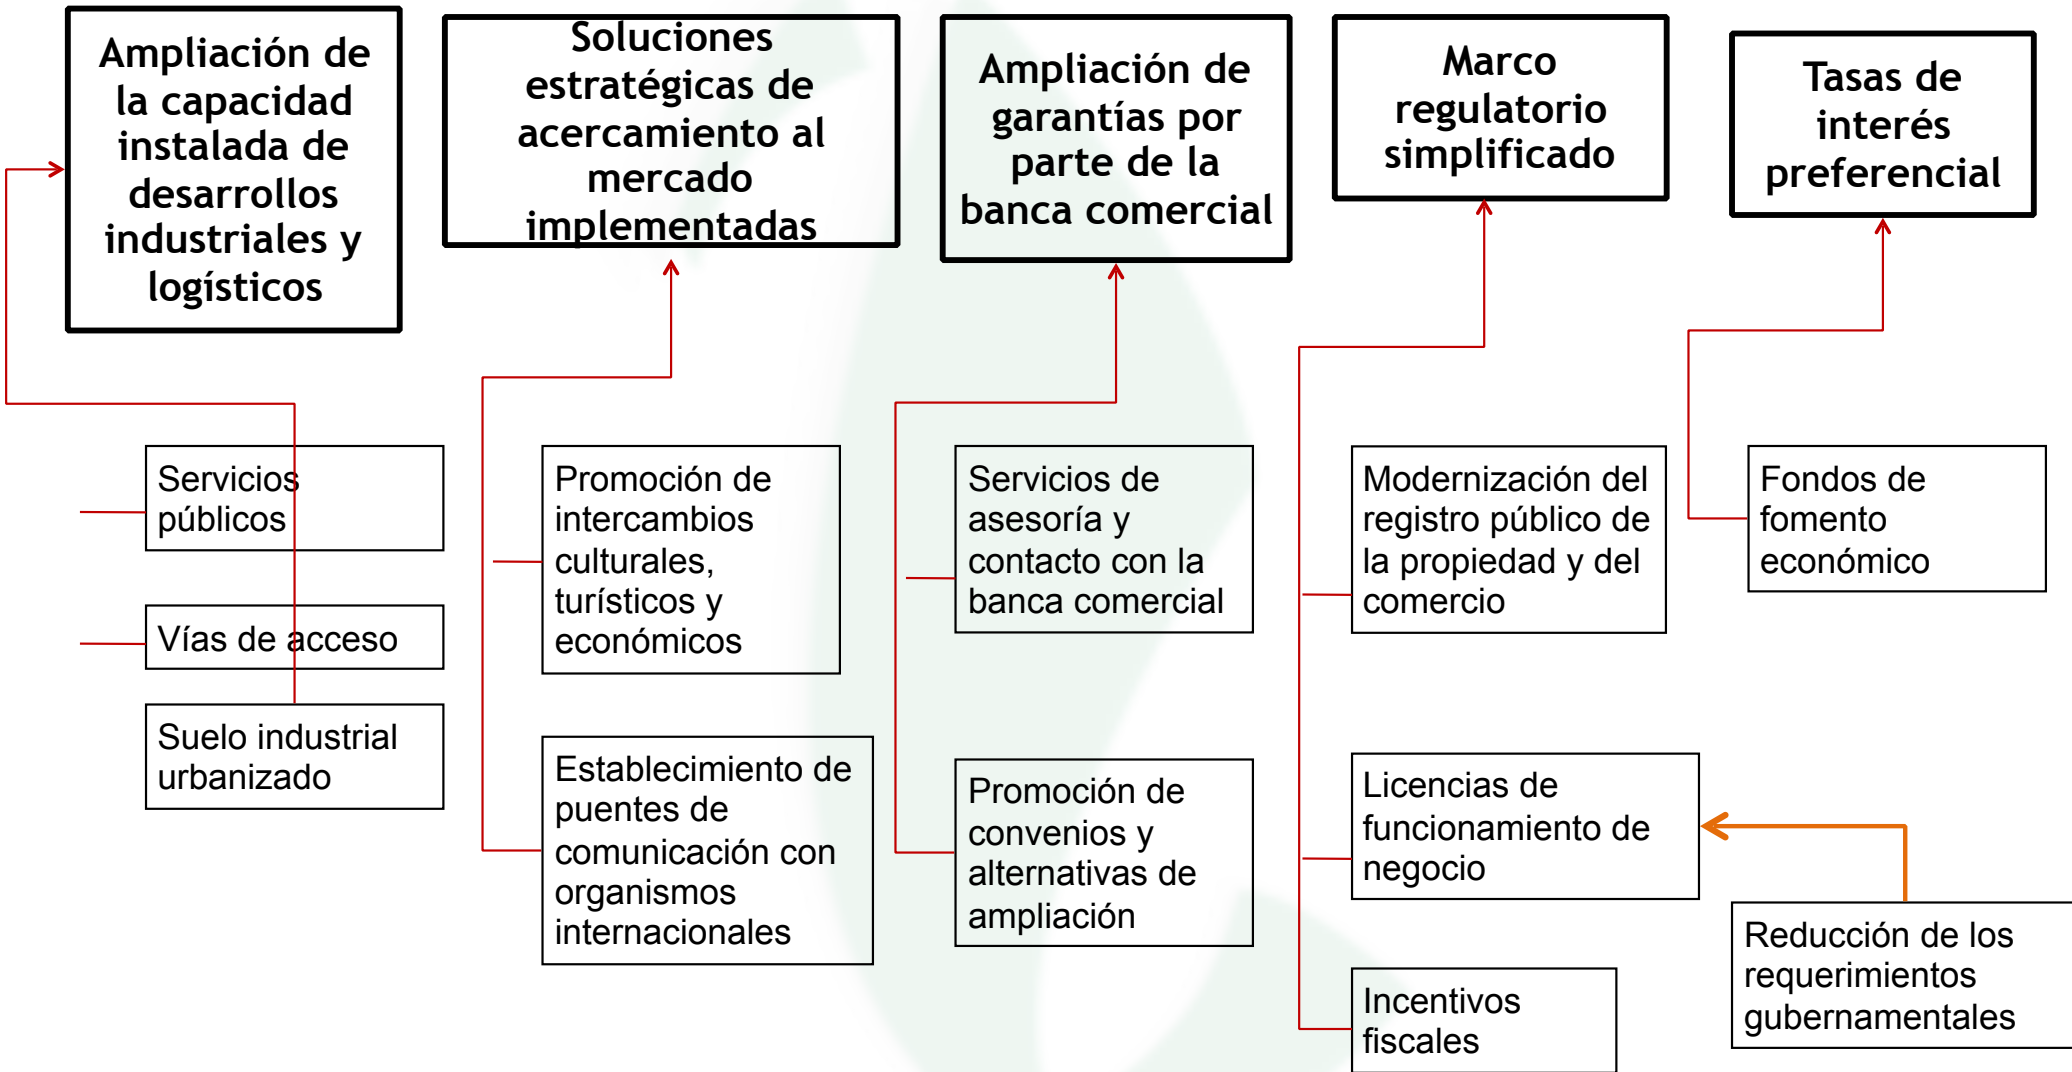 Ampliación de
la capacidad
instalada de
desarrollos
industriales y
logísticos
Soluciones
estratégicas de
acercamiento al
mercado
implementadas
Ampliación de
garantías por
parte de la
banca comercial
Marco
regulatorio
simplificado
Tasas de
interés
preferencial
Servicios
públicos
Vías de acceso
Suelo industrial
urbanizado
Promoción de
intercambios
culturales,
turísticos y
económicos
Establecimiento de
puentes de
comunicación con
organismos
internacionales
Servicios de
asesoría y
contacto con la
banca comercial
Promoción de
convenios y
alternativas de
ampliación
Modernización del
registro público de
la propiedad y del
comercio
Licencias de
funcionamiento de
negocio
Incentivos
fiscales
Fondos de
fomento
económico
Reducción de los
requerimientos
gubernamentales